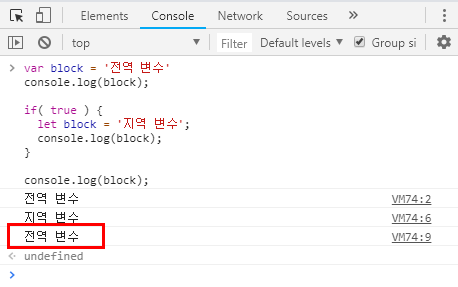 Elements Console Network Sources »
top Filter Default levels ▼ Group si
> var block = '전역 변수'
console.log(block);
if( true ) {
let block = '지역 변수';
console.log(block);
}
console.log(block);
전역 변수 VM74:2
지역 변수 VM74:6
전역 변수 VM74:9
undefined